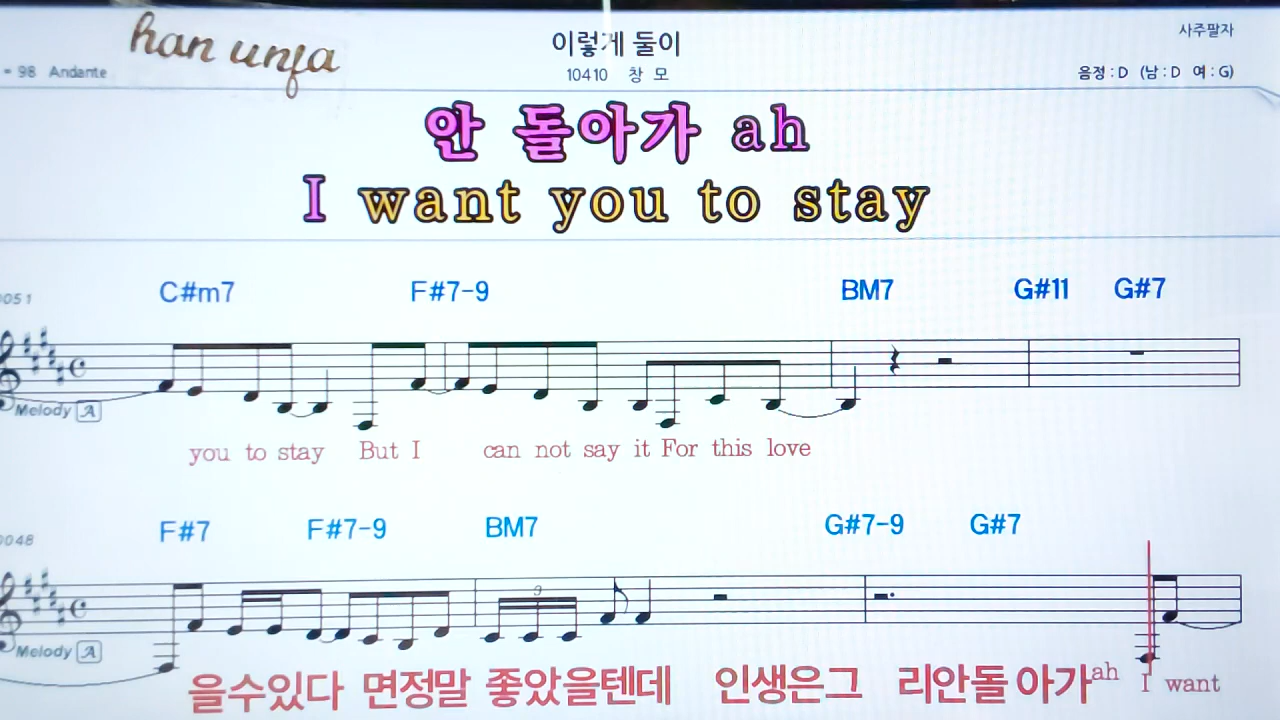 han unja
이렇게 둘이
사주팔자
= 98 Andante
10410 창 모
음정 : D (남 : D 여 : G)
안 돌아가 ah
I want you to stay
0051
C#m7 F#7-9 BM7 G#11 G#7
Melody A
you to stay But I can not say it For this love
0048
F#7 F#7-9 BM7 G#7-9 G#7
3
Melody A
을수있다 면정말 좋았을텐데 인생은그 리안돌 아가 ah I want